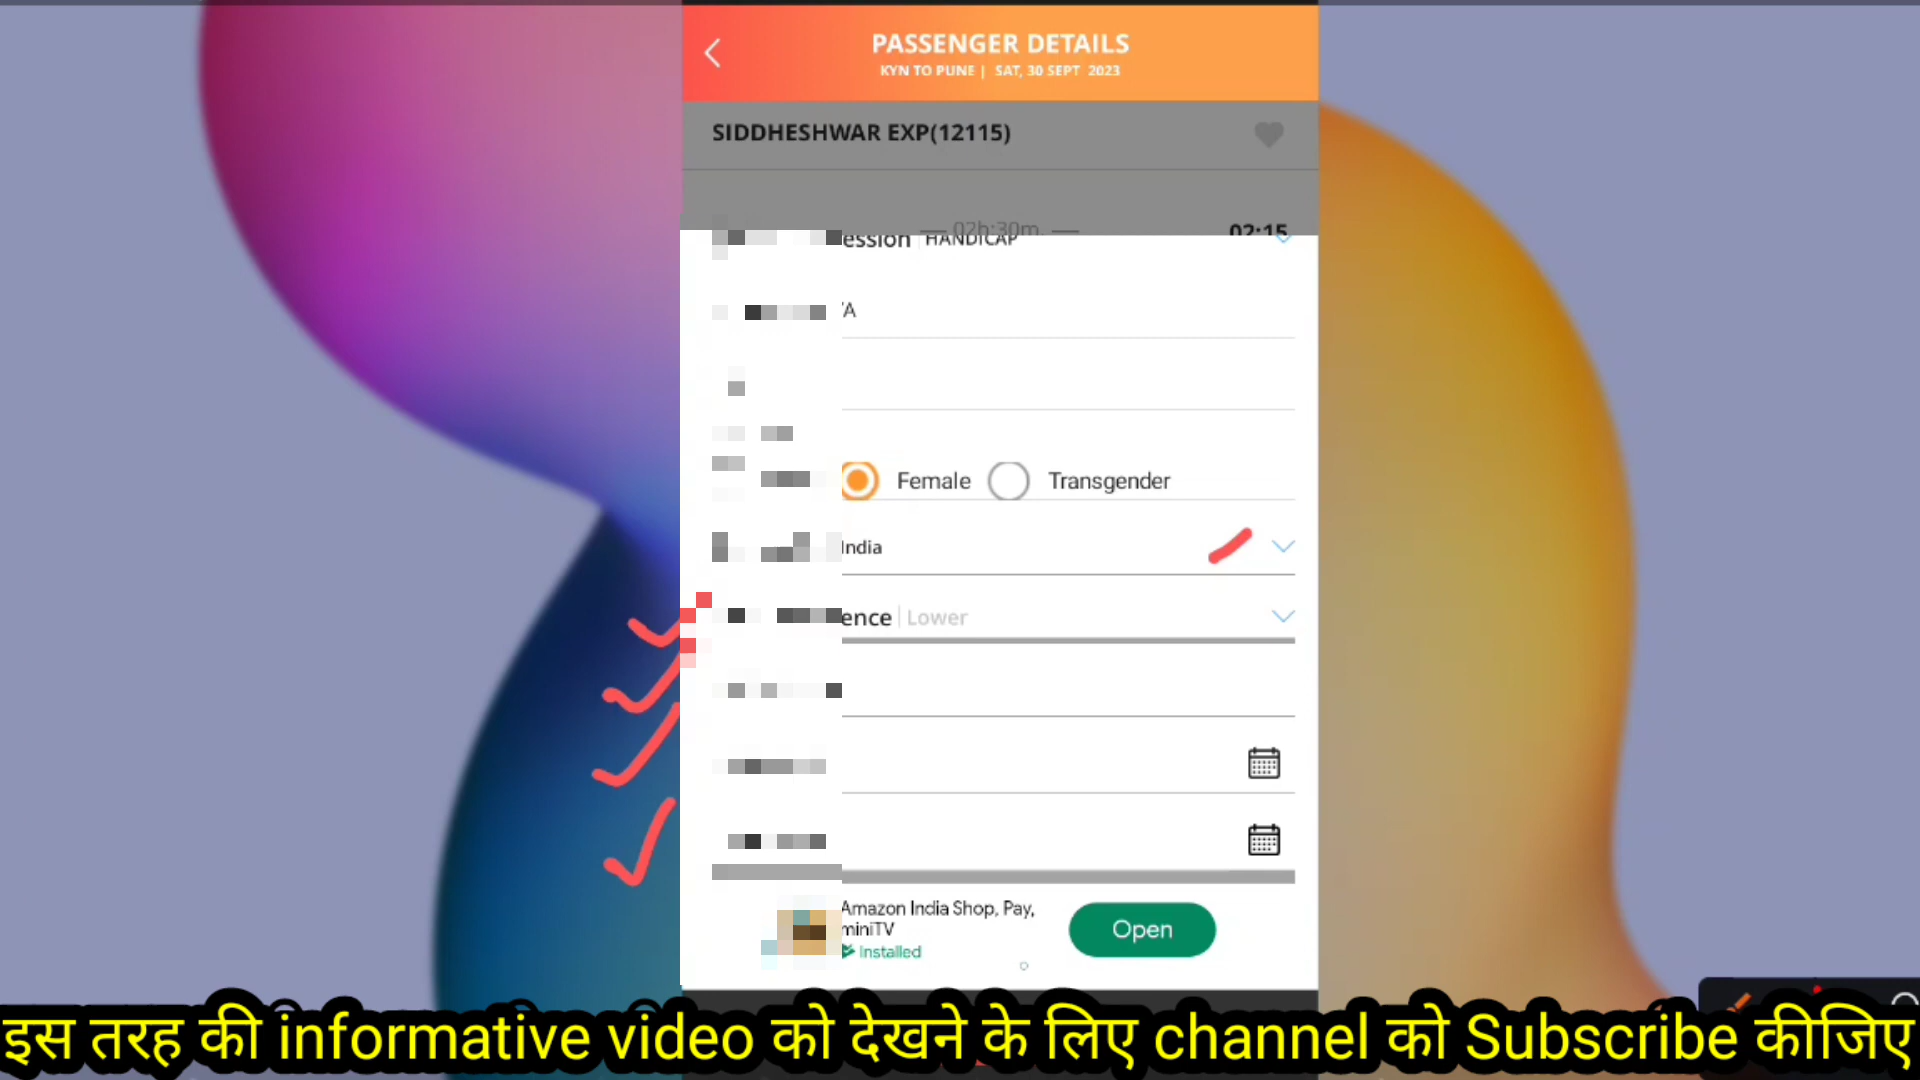 PASSENGER DETAILS
KYN TO PUNE | SAT, 30 SEPT 2023
SIDDHESHWAR EXP(12115)
02h:30m.
02:15
ession | HANDICAP
'A
Female Transgender
India
ence | Lower
Amazon India Shop, Pay,
miniTV
Installed
Open
इस तरह की informative video को देखने के लिए channel को Subscribe कीजिए